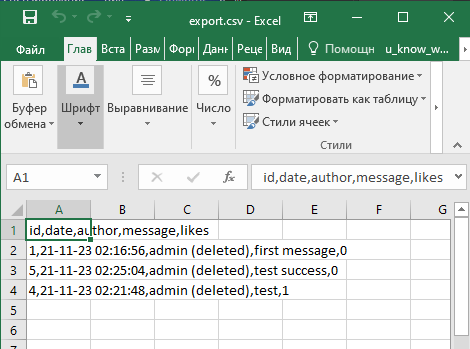 export.csv - Excel
Файл Глав Вста Разм Форм Данн Реце Вид Помощн u_know_w...
Буфер обмена
Шрифт
Выравнивание
Число
Условное форматирование
Форматировать как таблицу
Стили ячеек
Стили
A1 fx id,date,author,message,likes
A B C D E F G
1 id,date,author,message,likes
2 1,21-11-23 02:16:56,admin (deleted),first message,0
3 5,21-11-23 02:25:04,admin (deleted),test success,0
4 4,21-11-23 02:21:48,admin (deleted),test,1
5
6
7